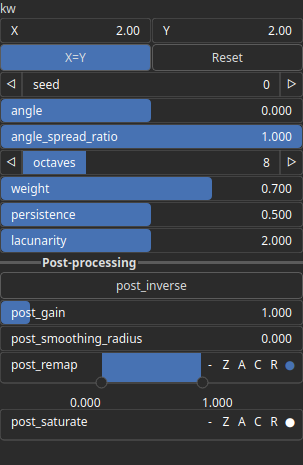 kw
X 2.00 Y 2.00
X=Y Reset
seed 0
angle 0.000
angle_spread_ratio 1.000
octaves 8
weight 0.700
persistence 0.500
lacunarity 2.000
Post-processing
post_inverse
post_gain 1.000
post_smoothing_radius 0.000
post_remap - Z A C R
0.000 1.000
post_saturate - Z A C R